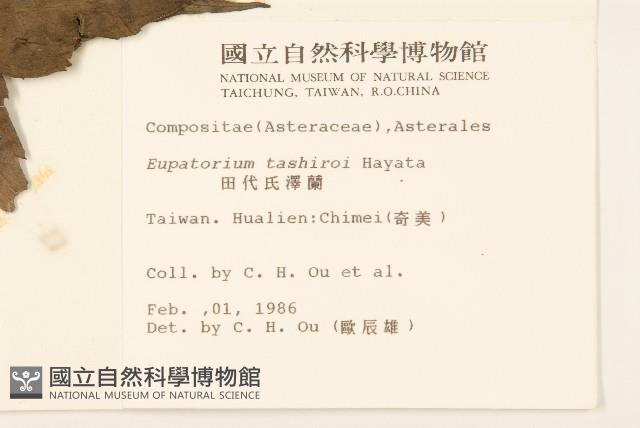 國立自然科學博物館
NATIONAL MUSEUM OF NATURAL SCIENCE
TAICHUNG, TAIWAN, R.O.CHINA
Compositae(Asteraceae),Asterales
Eupatorium tashiroi Hayata
田代氏澤蘭
Taiwan. Hualien:Chimei(奇美)
Coll. by C. H. Ou et al.
Feb. ,01, 1986
Det. by C. H. Ou (歐辰雄)
國立自然科學博物館
NATIONAL MUSEUM OF NATURAL SCIENCE